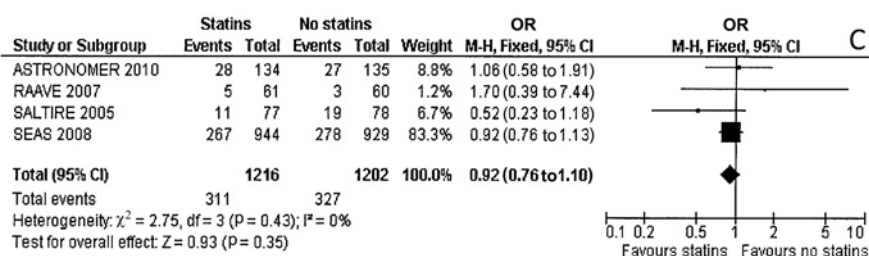 Statins No statins OR OR
Study or Subgroup Events Total Events Total Weight M-H, Fixed, 95% CI M-H, Fixed, 95% CI C
ASTRONOMER 2010 28 134 27 135 8.8% 1.06 (0.58 to 1.91)
RAAVE 2007 5 61 3 60 1.2% 1.70 (0.39 to 7.44)
SALTIRE 2005 11 77 19 78 6.7% 0.52 (0.23 to 1.18)
SEAS 2008 267 944 278 929 83.3% 0.92 (0.76 to 1.13)
Total (95% CI) 1216 1202 100.0% 0.92 (0.76 to 1.10)
Total events 311 327
Heterogeneity: χ² = 2.75, df = 3 (P = 0.43); I² = 0%
Test for overall effect: Z = 0.93 (P = 0.35)
0.1 0.2 0.5 1 2 5 10
Favours statins Favours no statins